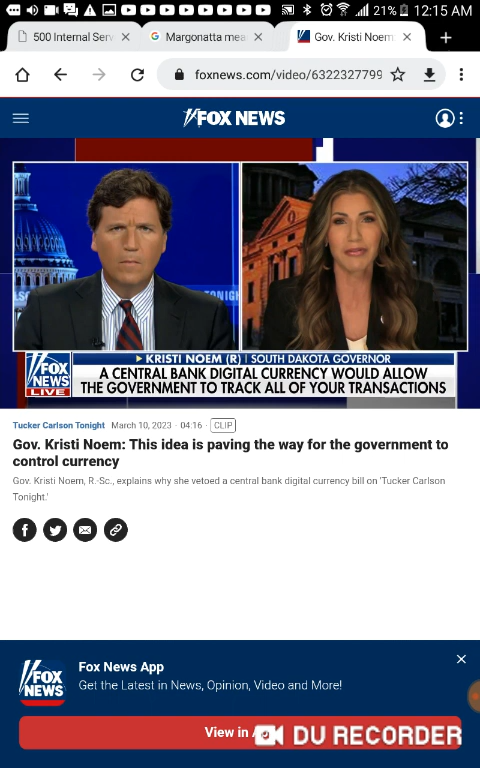 21% 12:15 AM
500 Internal Serv
Margonatta mea
Gov. Kristi Noem:
foxnews.com/video/6322327799
FOX NEWS
KRISTI NOEM (R) | SOUTH DAKOTA GOVERNOR
FOX
NEWS
LIVE
A CENTRAL BANK DIGITAL CURRENCY WOULD ALLOW
THE GOVERNMENT TO TRACK ALL OF YOUR TRANSACTIONS
Tucker Carlson Tonight March 10, 2023 · 04:16 · CLIP
Gov. Kristi Noem: This idea is paving the way for the government to
control currency
Gov. Kristi Noem, R.-Sc., explains why she vetoed a central bank digital currency bill on 'Tucker Carlson
Tonight.'
FOX
NEWS
Fox News App
Get the Latest in News, Opinion, Video and More!
View in
DU RECORDER